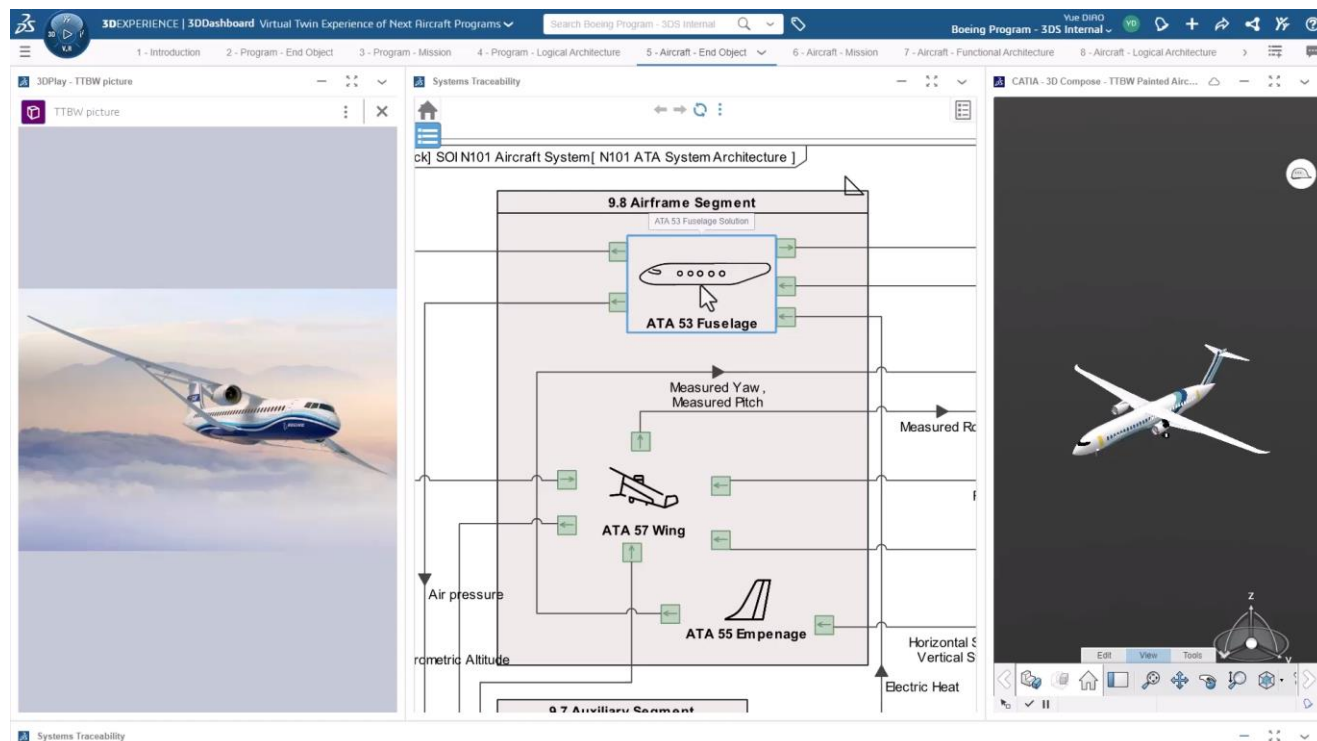 3DEXPERIENCE | 3DDashboard Virtual Twin Experience of Next Aircraft Programs
Search Boeing Program - 3DS Internal
Yue DIAO
Boeing Program - 3DS Internal
YD
3D
V.R
1 - Introduction
2 - Program - End Object
3 - Program - Mission
4 - Program - Logical Architecture
5 - Aircraft - End Object
6 - Aircraft - Mission
7 - Aircraft - Functional Architecture
8 - Aircraft - Logical Architecture
3DPlay - TTBW picture
Systems Traceability
CATIA - 3D Compose - TTBW Painted Airc...
TTBW picture
ck] SOI N101 Aircraft System[ N101 ATA System Architecture ]
9.8 Airframe Segment
ATA 53 Fuselage Solution
ATA 53 Fuselage
Measured Yaw ,
Measured Pitch
Measured Ro
ATA 57 Wing
Air pressure
ATA 55 Empenage
Horizontal S
Vertical S
rometric Altitude
Electric Heat
9.7 Auxiliary Segment
BOEING
Z
Y
Edit
View
Tools
Systems Traceability